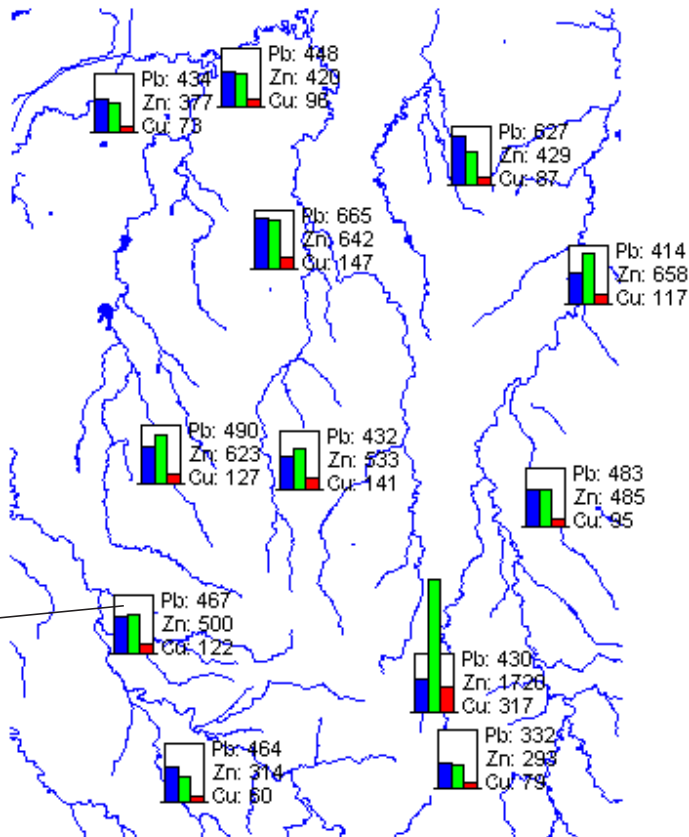 Pb: 434
Zn: 377
Cu: 73
Pb: 448
Zn: 420
Cu: 96
Pb: 627
Zn: 429
Cu: 87
Pb: 665
Zn: 642
Cu: 147
Pb: 414
Zn: 658
Cu: 117
Pb: 490
Zn: 623
Cu: 127
Pb: 432
Zn: 533
Cu: 141
Pb: 483
Zn: 485
Cu: 95
Pb: 467
Zn: 500
Cu: 122
Pb: 430
Zn:
Cu: 317
Pb: 332
Zn: 293
Cu: 79
Pb: 464
Zn: 314
Cu: 60